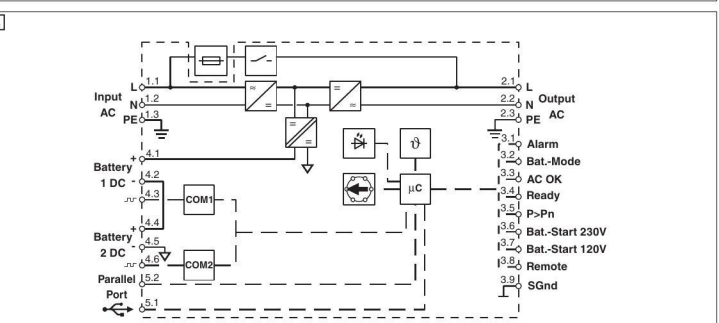 L 1.1
Input
AC
N 1.2
PE 1.3
+ 4.1
Battery
1 DC
- 4.2
4.3
+ 4.4
Battery
2 DC
- 4.5
4.6
Parallel 5.2
Port
5.1
≈
=
=
≈
=
=
COM1
COM2
ϑ
µC
2.1 L
2.2 N
Output
AC
2.3 PE
3.1 Alarm
3.2 Bat.-Mode
3.3 AC OK
3.4 Ready
3.5 P>Pn
3.6 Bat.-Start 230V
3.7 Bat.-Start 120V
3.8 Remote
3.9 SGnd